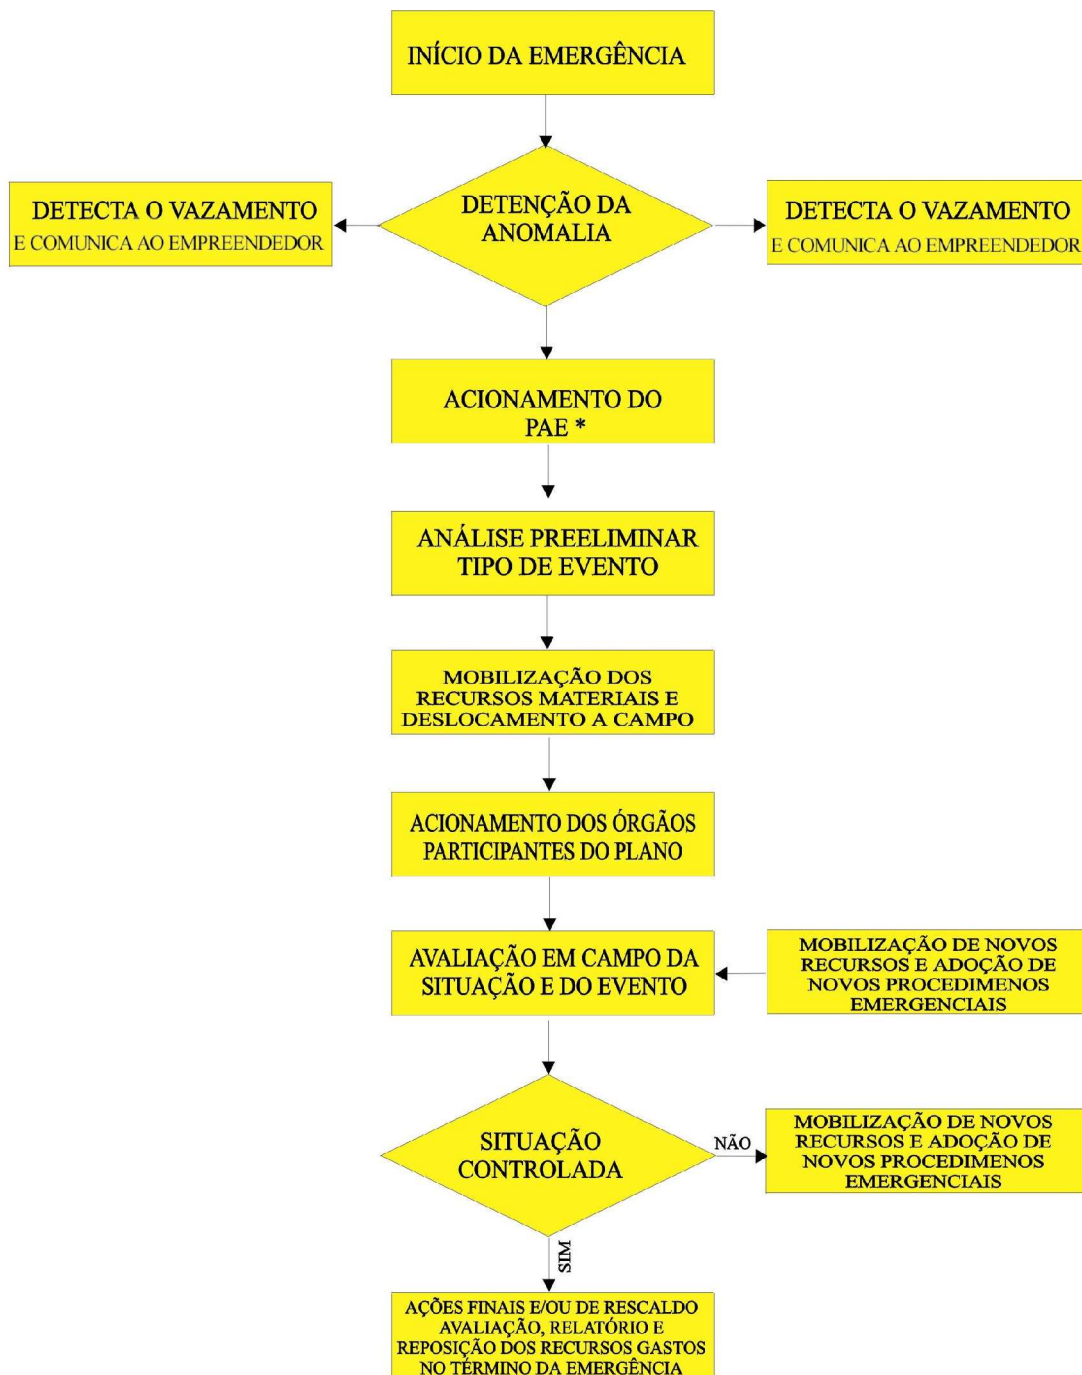 INÍCIO DA EMERGÊNCIA
DETECTA O VAZAMENTO
E COMUNICA AO EMPREENDEDOR
DETENÇÃO DA
ANOMALIA
DETECTA O VAZAMENTO
E COMUNICA AO EMPREENDEDOR
ACIONAMENTO DO
PAE *
ANÁLISE PREELIMINAR
TIPO DE EVENTO
MOBILIZAÇÃO DOS
RECURSOS MATERIAIS E
DESLOCAMENTO A CAMPO
ACIONAMENTO DOS ÓRGÃOS
PARTICIPANTES DO PLANO
AVALIAÇÃO EM CAMPO DA
SITUAÇÃO E DO EVENTO
MOBILIZAÇÃO DE NOVOS
RECURSOS E ADOÇÃO DE
NOVOS PROCEDIMENOS
EMERGENCIAIS
SITUAÇÃO
CONTROLADA
NÃO
MOBILIZAÇÃO DE NOVOS
RECURSOS E ADOÇÃO DE
NOVOS PROCEDIMENOS
EMERGENCIAIS
SIM
AÇÕES FINAIS E/OU DE RESCALDO
AVALIAÇÃO, RELATÓRIO E
REPOSIÇÃO DOS RECURSOS GASTOS
NO TÉRMINO DA EMERGÊNCIA